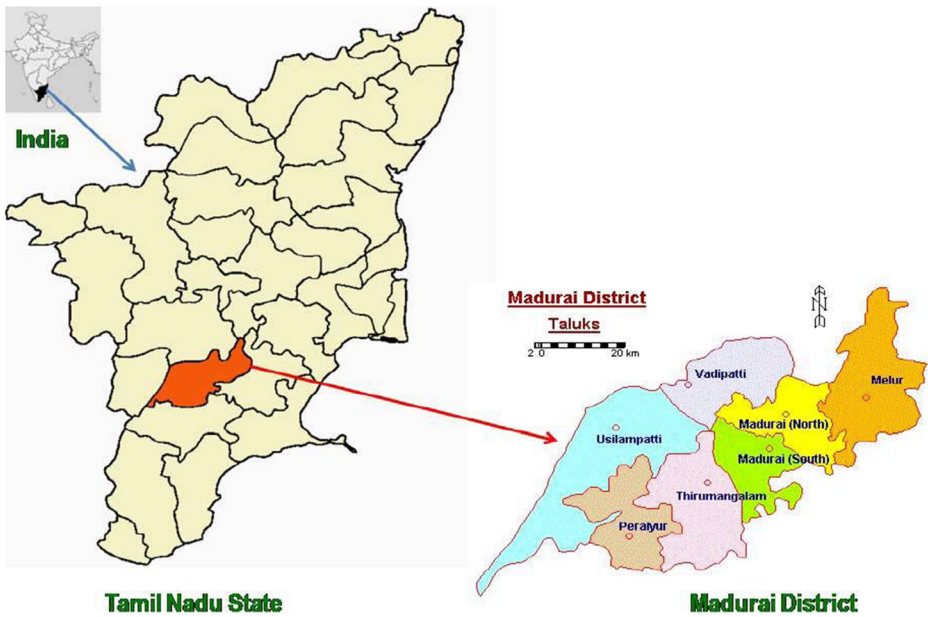 India
Madurai District
Taluks
2 0 20 km
N
Vadipatti
Melur
Madurai (North)
Usilampatti
Madurai (South)
Thirumangalam
Peraiyur
Tamil Nadu State
Madurai District